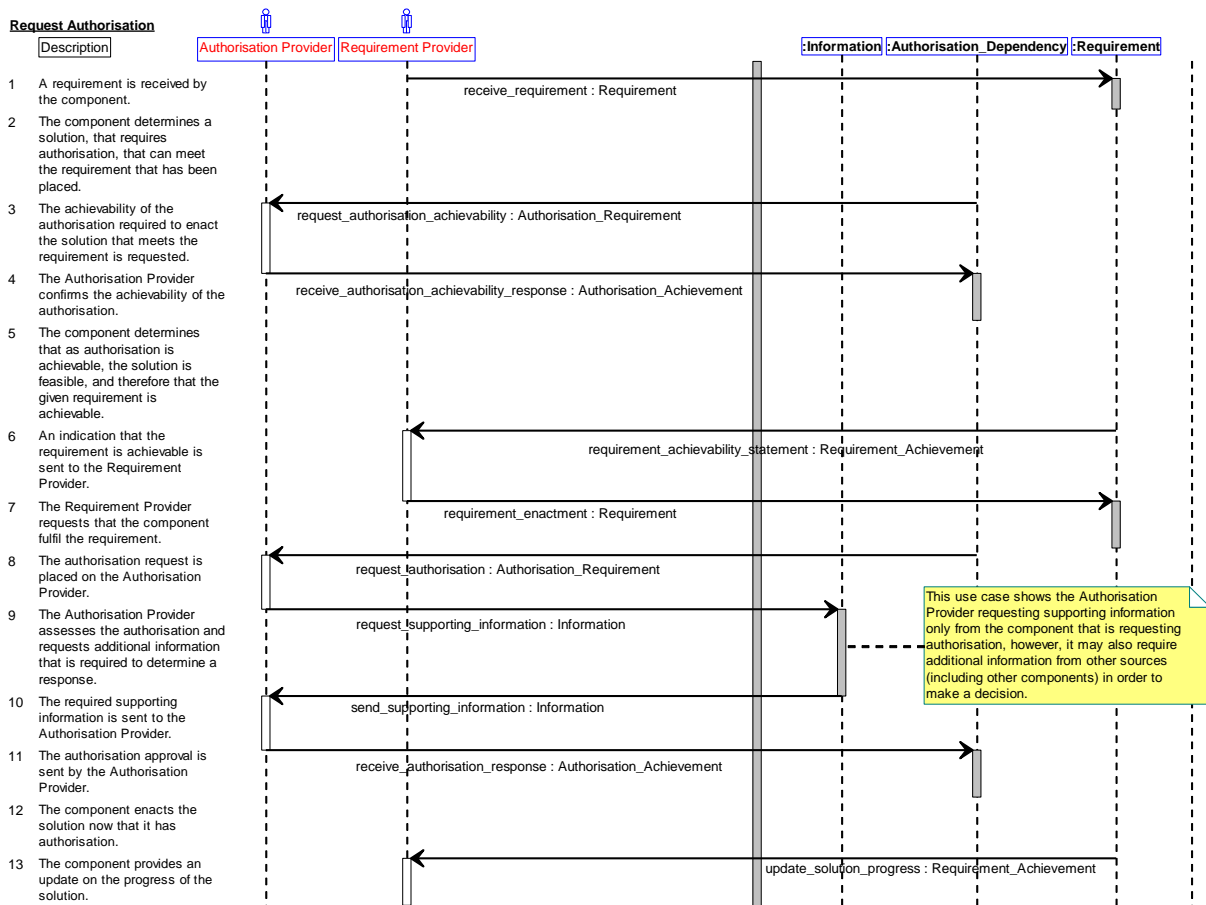 Request Authorisation
Description
Authorisation Provider
Requirement Provider
:Information
:Authorisation_Dependency
:Requirement
1 A requirement is received by
the component.
receive_requirement : Requirement
2 The component determines a
solution, that requires
authorisation, that can meet
the requirement that has been
placed.
3 The achievability of the
authorisation required to enact
the solution that meets the
requirement is requested.
request_authorisation_achievability : Authorisation_Requirement
4 The Authorisation Provider
confirms the achievability of the
authorisation.
receive_authorisation_achievability_response : Authorisation_Achievement
5 The component determines
that as authorisation is
achievable, the solution is
feasible, and therefore that the
given requirement is
achievable.
6 An indication that the
requirement is achievable is
sent to the Requirement
Provider.
requirement_achievability_statement : Requirement_Achievement
7 The Requirement Provider
requests that the component
fulfil the requirement.
requirement_enactment : Requirement
8 The authorisation request is
placed on the Authorisation
Provider.
request_authorisation : Authorisation_Requirement
9 The Authorisation Provider
assesses the authorisation and
requests additional information
that is required to determine a
response.
request_supporting_information : Information
This use case shows the Authorisation
Provider requesting supporting information
only from the component that is requesting
authorisation, however, it may also require
additional information from other sources
(including other components) in order to
make a decision.
10 The required supporting
information is sent to the
Authorisation Provider.
send_supporting_information : Information
11 The authorisation approval is
sent by the Authorisation
Provider.
receive_authorisation_response : Authorisation_Achievement
12 The component enacts the
solution now that it has
authorisation.
13 The component provides an
update on the progress of the
solution.
update_solution_progress : Requirement_Achievement